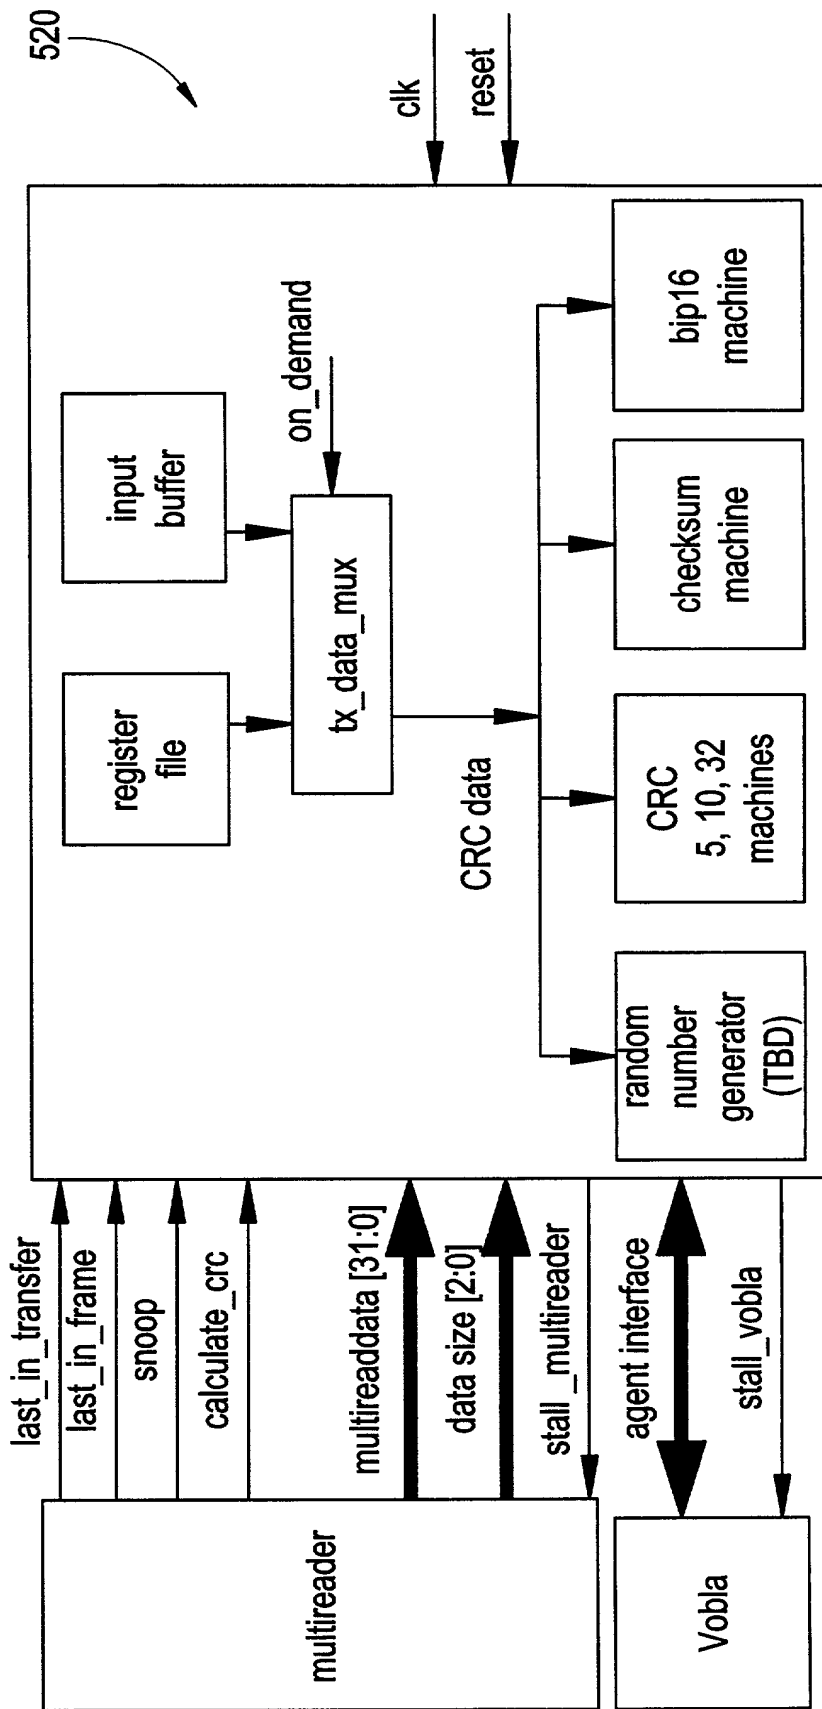 520
clk
reset
input
buffer
register
file
on_demand
tx_data_mux
CRC data
bip16
machine
checksum
machine
CRC
5, 10, 32
machines
random
number
generator
(TBD)
last_in_transfer
last_in_frame
snoop
calculate_crc
multireaddata [31:0]
data size [2:0]
stall_multireader
agent interface
stall_vobla
multireader
Vobla